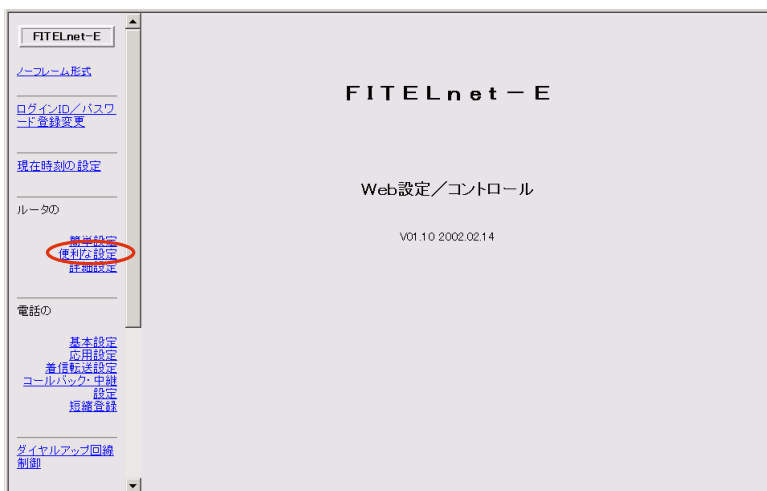 FITELnet-E
ノーフレーム形式
ログインID／パスワ
ード登録変更
現在時刻の設定
ルータの
簡単設定
便利な設定
詳細設定
電話の
基本設定
応用設定
着信転送設定
コールバック・中継
設定
短縮登録
ダイヤルアップ回線
制御
ＦＩＴＥＬｎｅｔ－Ｅ
Web設定／コントロール
V01.10 2002.02.14